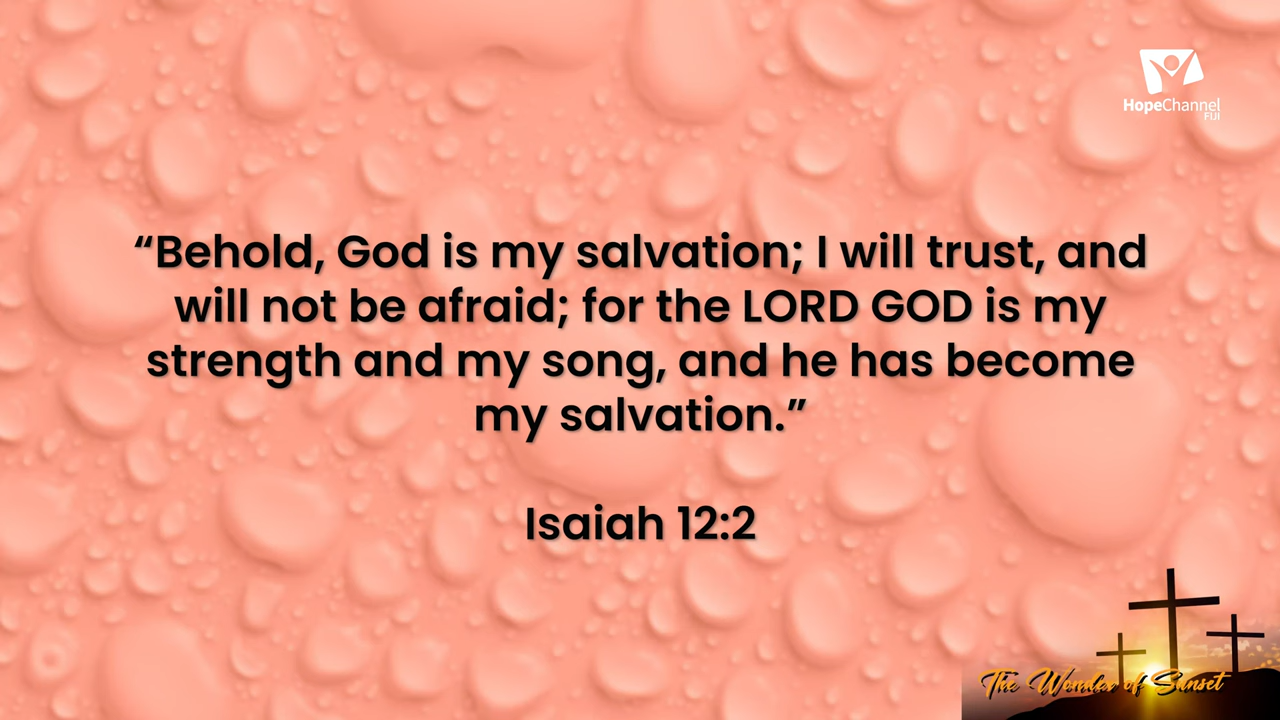 HopeChannel
FIJI
“Behold, God is my salvation; I will trust, and
will not be afraid; for the LORD GOD is my
strength and my song, and he has become
my salvation.”
Isaiah 12:2
The Wonder of Sunset